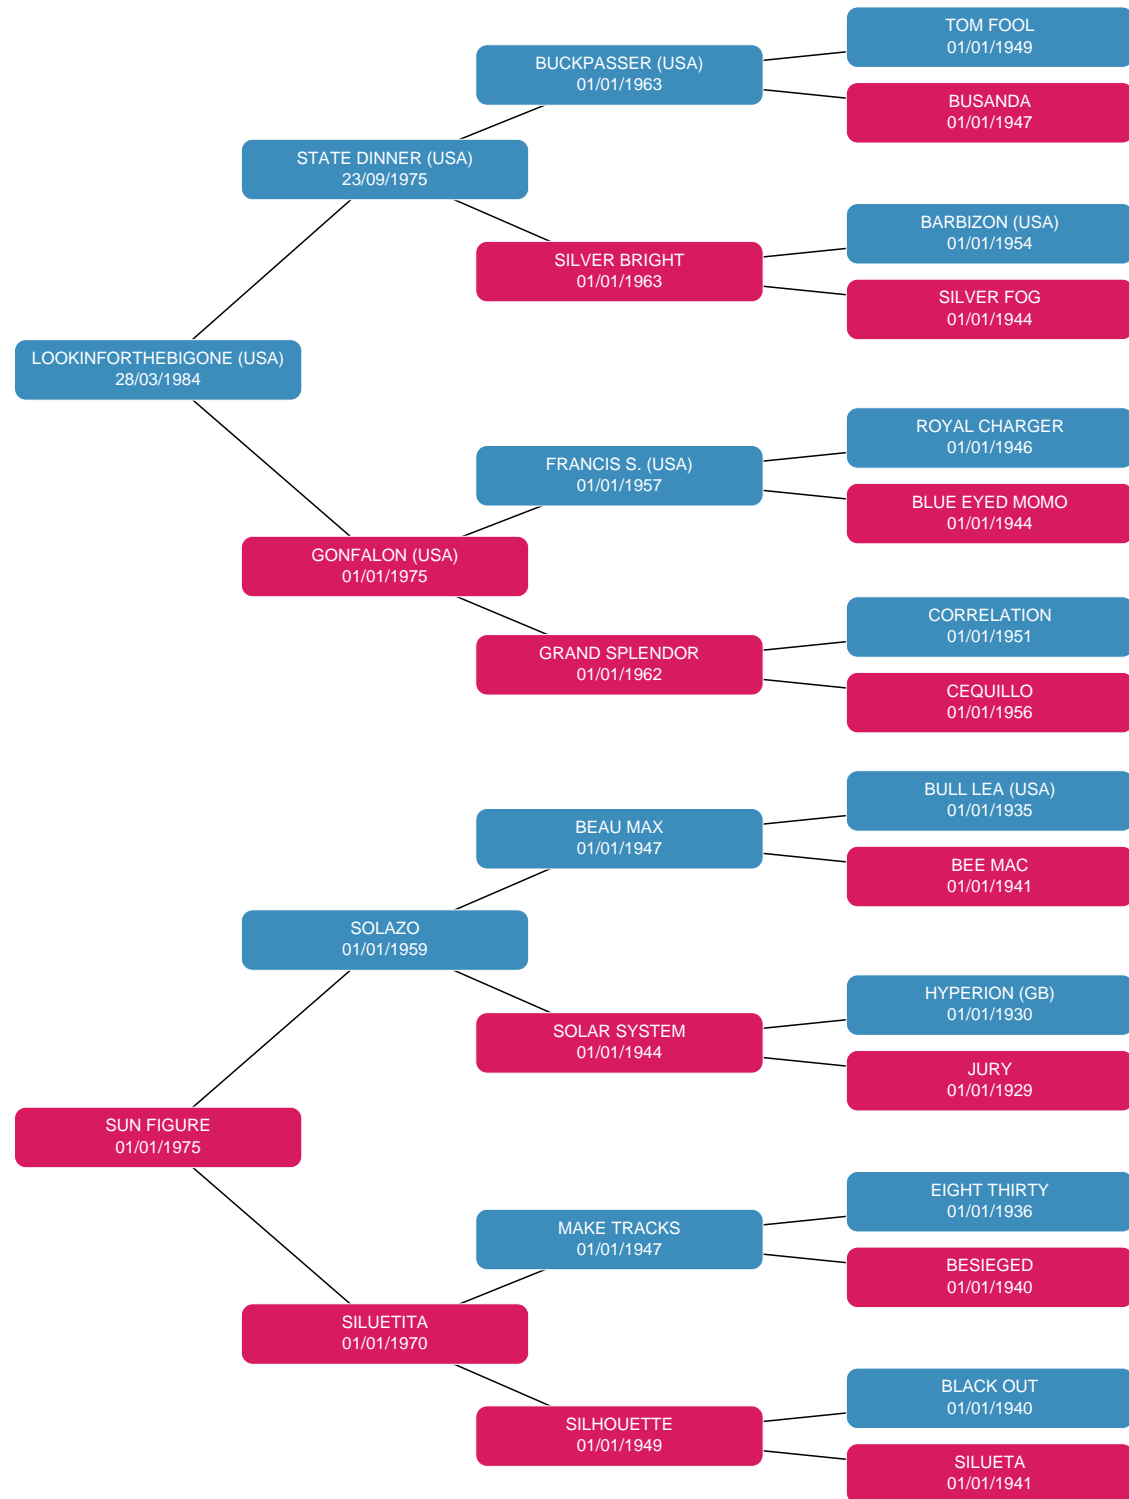 TOM FOOL
01/01/1949
BUCKPASSER (USA)
01/01/1963
BUSANDA
01/01/1947
STATE DINNER (USA)
23/09/1975
BARBIZON (USA)
01/01/1954
SILVER BRIGHT
01/01/1963
SILVER FOG
01/01/1944
LOOKINFORTHEBIGONE (USA)
28/03/1984
ROYAL CHARGER
01/01/1946
FRANCIS S. (USA)
01/01/1957
BLUE EYED MOMO
01/01/1944
GONFALON (USA)
01/01/1975
CORRELATION
01/01/1951
GRAND SPLENDOR
01/01/1962
CEQUILLO
01/01/1956
BULL LEA (USA)
01/01/1935
BEAU MAX
01/01/1947
BEE MAC
01/01/1941
SOLAZO
01/01/1959
HYPERION (GB)
01/01/1930
SOLAR SYSTEM
01/01/1944
JURY
01/01/1929
SUN FIGURE
01/01/1975
EIGHT THIRTY
01/01/1936
MAKE TRACKS
01/01/1947
BESIEGED
01/01/1940
SILUETITA
01/01/1970
BLACK OUT
01/01/1940
SILHOUETTE
01/01/1949
SILUETA
01/01/1941